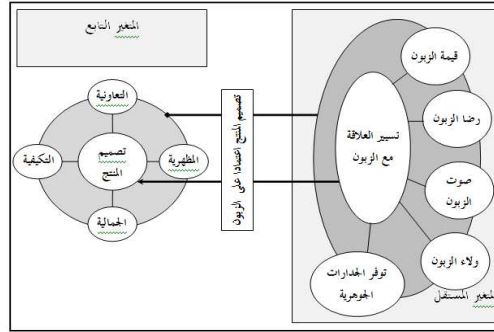 المتغير التابع
قيمة الزبون
رضا الزبون
صوت
الزبون
ولاء الزبون
توفر الجدارات
الجوهرية
تسيير العلاقة
مع الزبون
المتغير المستقل
تصميم المنتج اعتمادا على الزبون
التعاونية
المظهرية
تصميم
المنتج
التكيفية
الجمالية